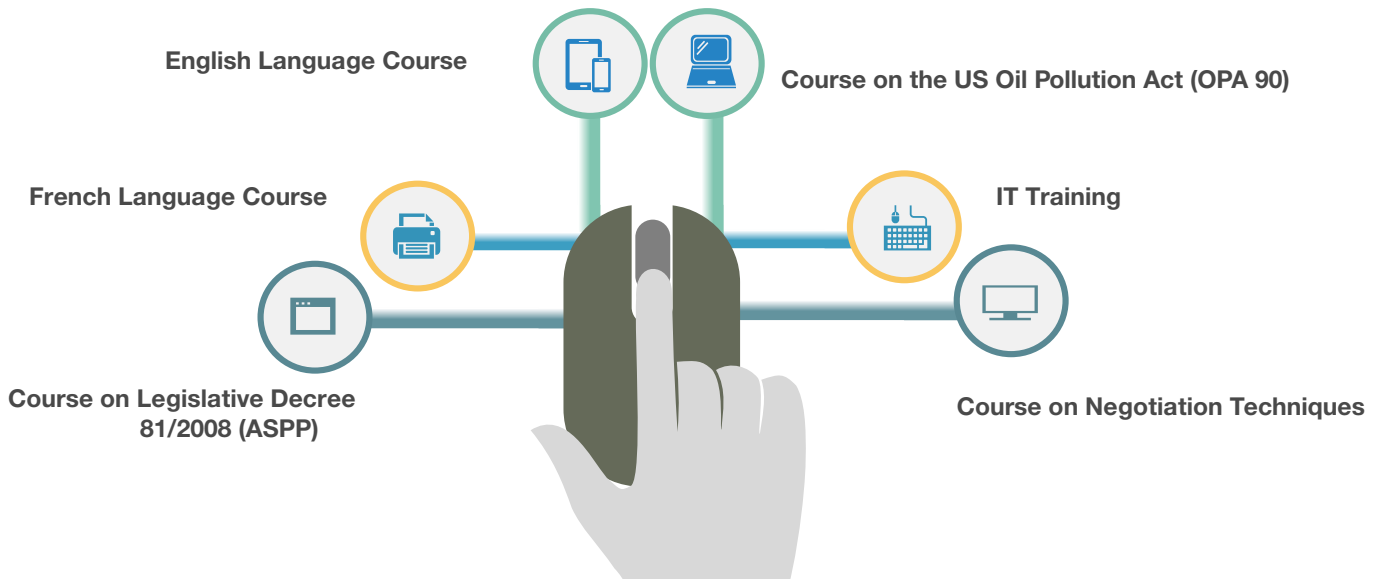 English Language Course
Course on the US Oil Pollution Act (OPA 90)
French Language Course
IT Training
Course on Legislative Decree
81/2008 (ASPP)
Course on Negotiation Techniques